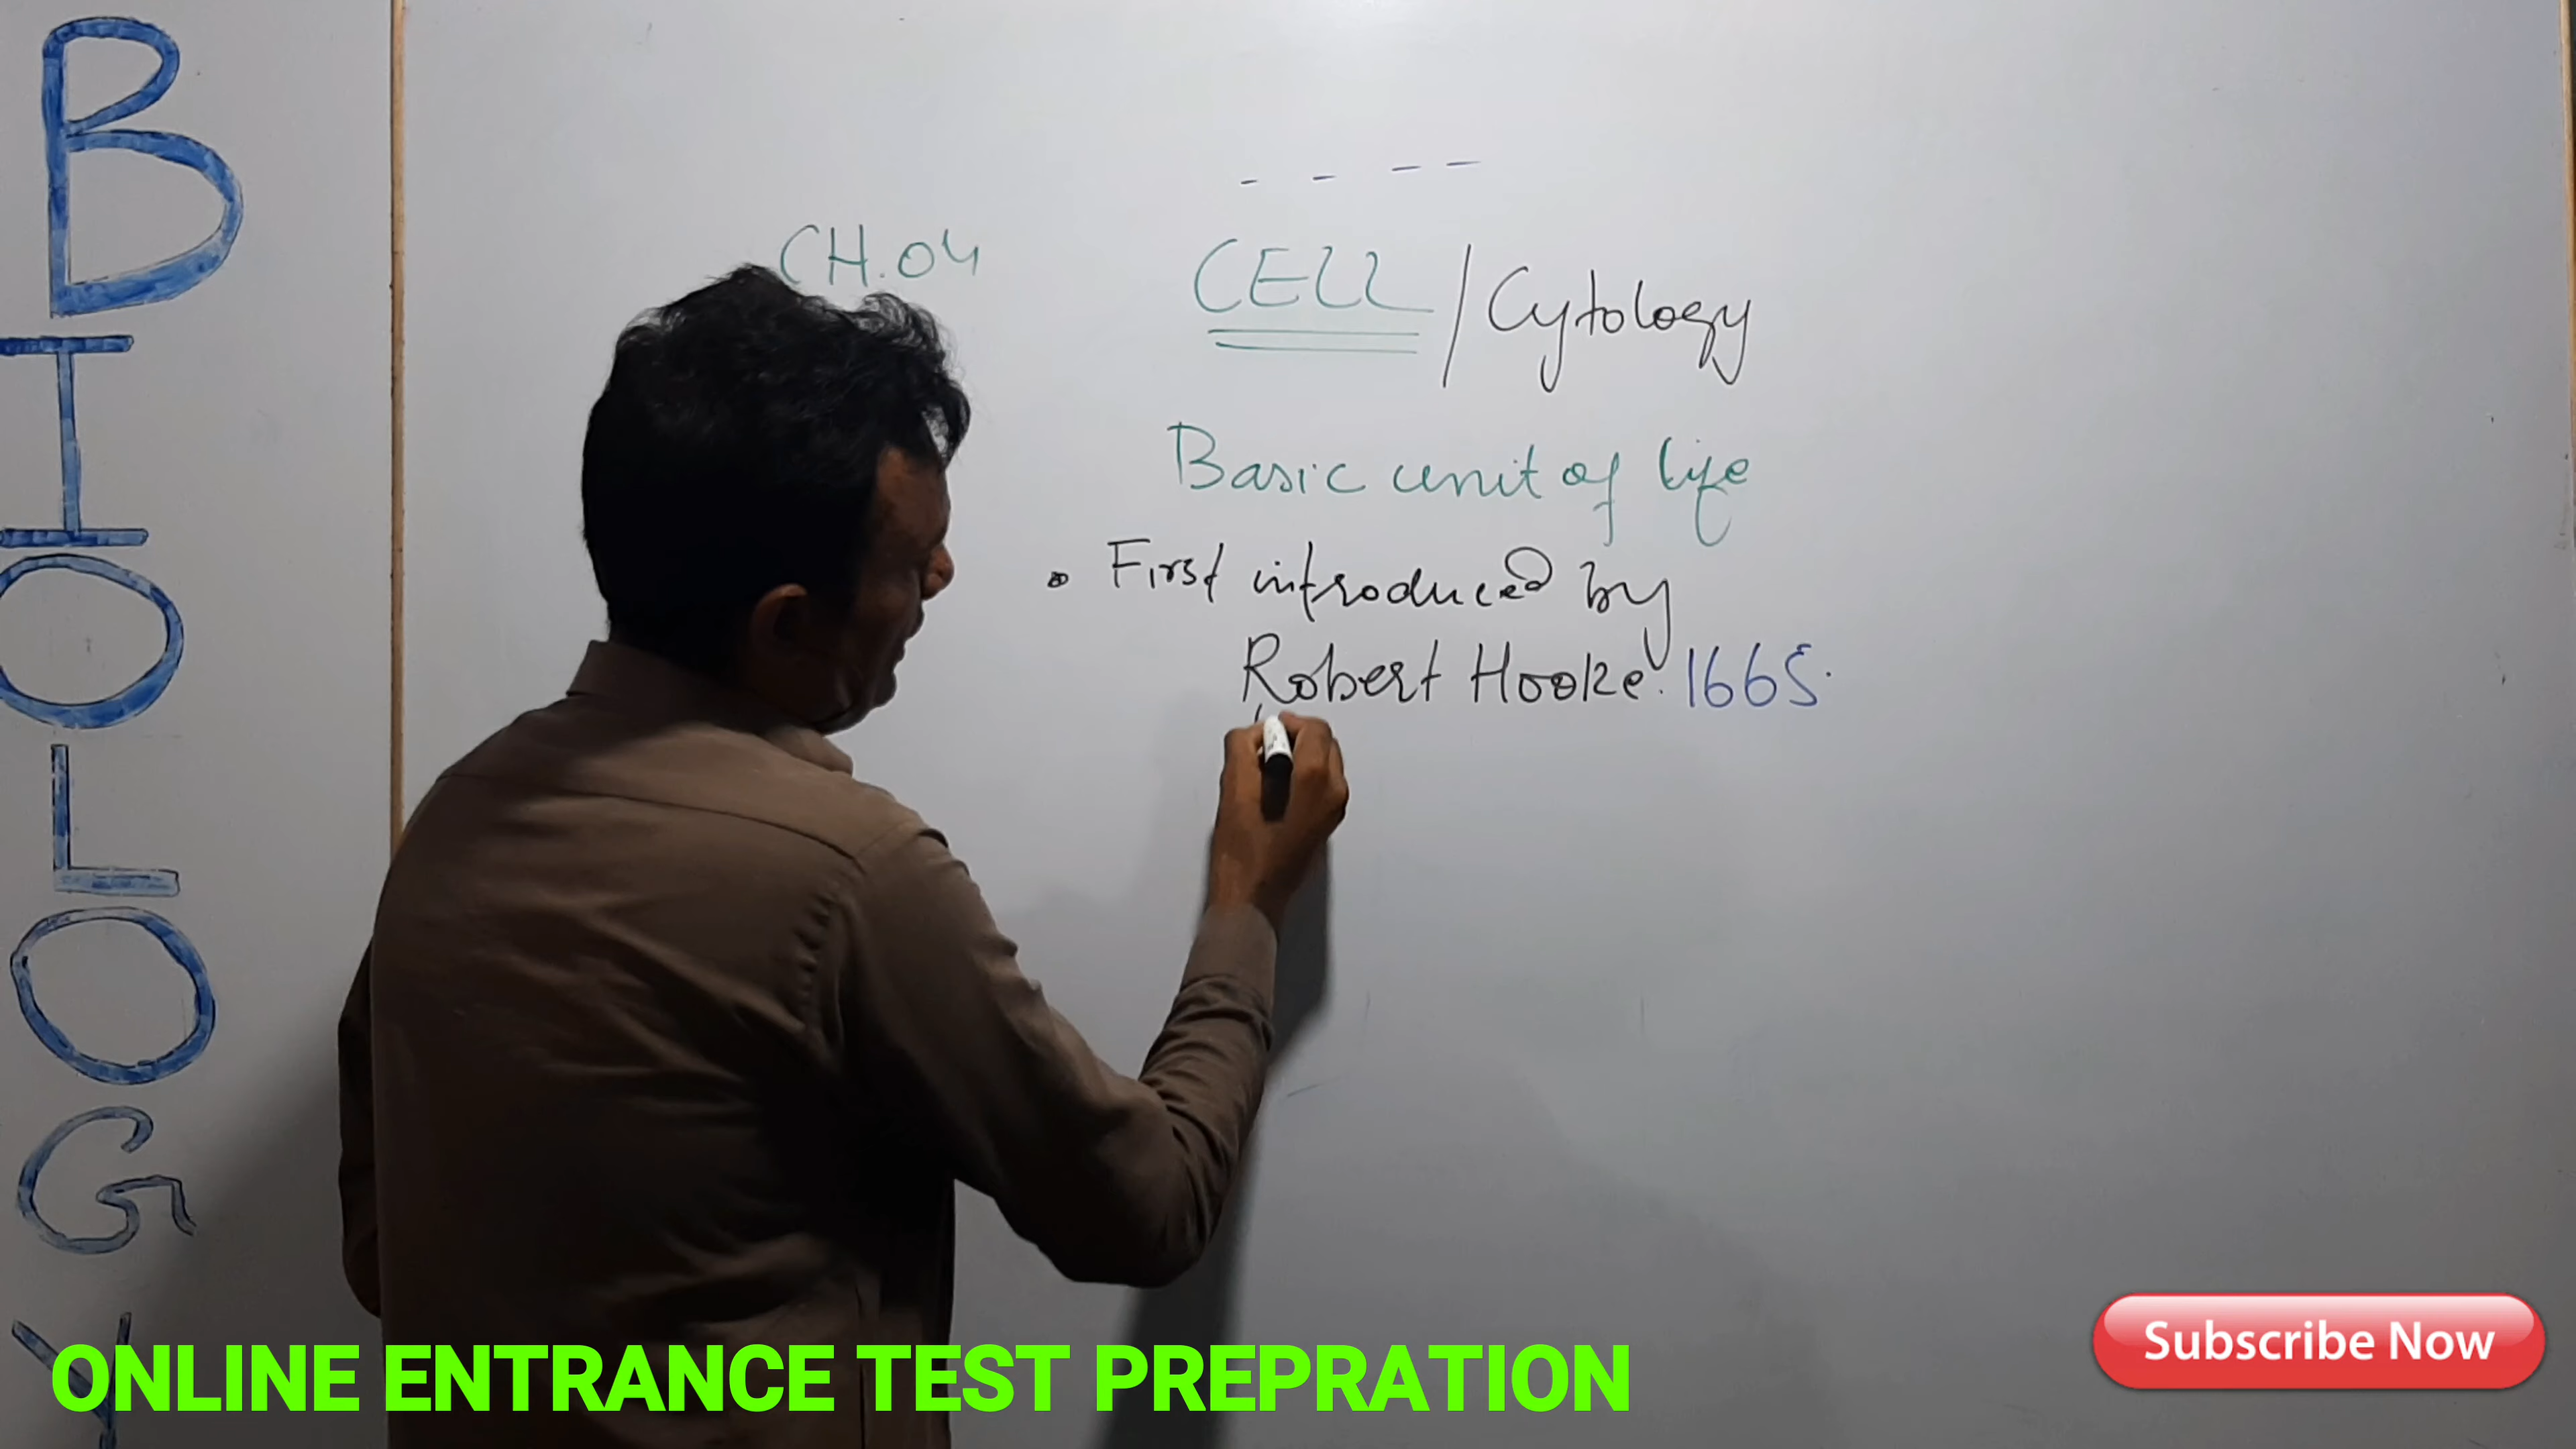 BIOLOGY
CH.04
CELL / Cytology
Basic unit of life
• First introduced by
Robert Hooke. 1665.
ONLINE ENTRANCE TEST PREPRATION
Subscribe Now